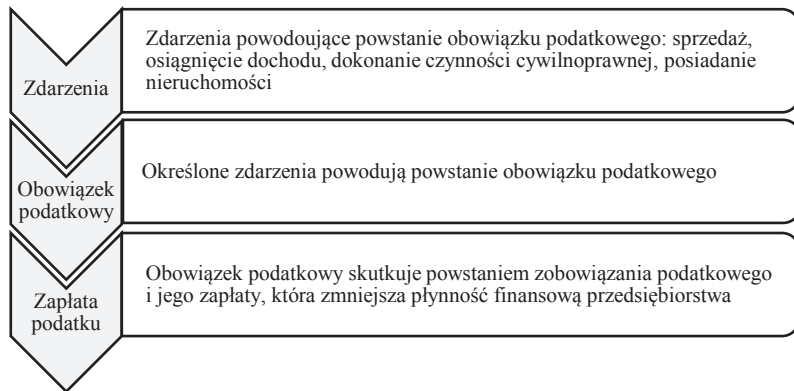 Zdarzenia
Zdarzenia powodoujące powstanie obowiązku podatkowego: sprzedaż,
osiągnięcie dochodu, dokonanie czynności cywilnoprawnej, posiadanie
nieruchomości
Obowiązek
podatkowy
Określone zdarzenia powodują powstanie obowiązku podatkowego
Zapłata
podatku
Obowiązek podatkowy skutkuje powstaniem zobowiązania podatkowego
i jego zapłaty, która zmniejsza płynność finansową przedsiębiorstwa